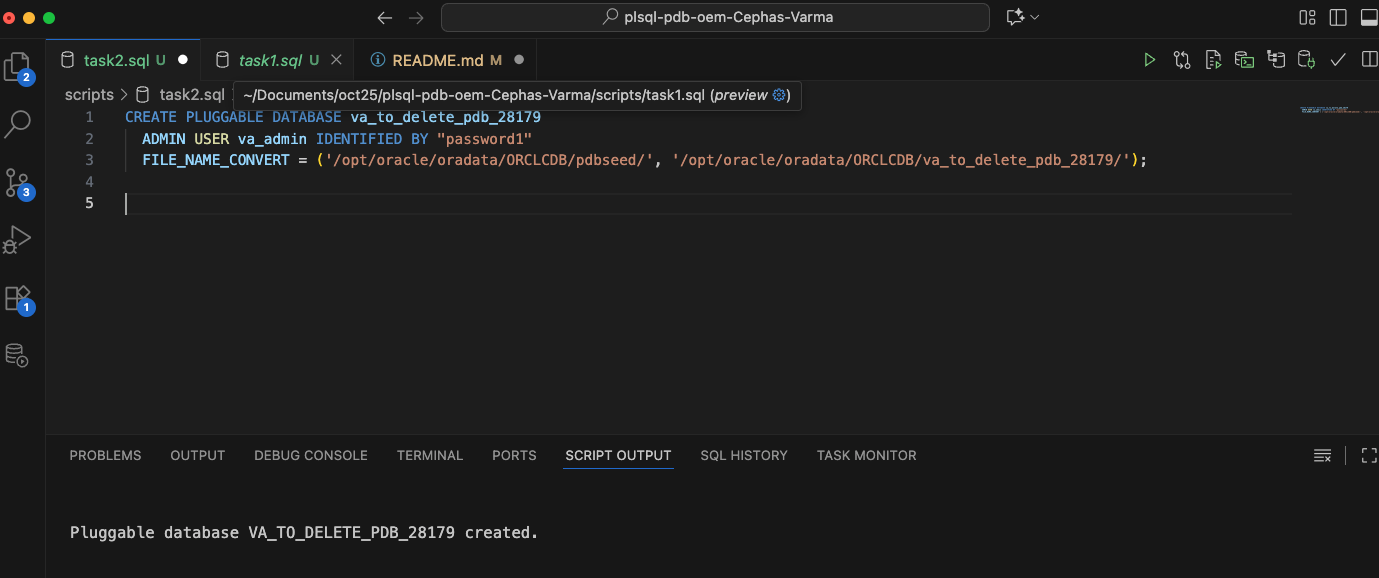 plsql-pdb-oem-Cephas-Varma
task2.sql U
task1.sql U
README.md M
2
scripts > task2.sql
~/Documents/oct25/plsql-pdb-oem-Cephas-Varma/scripts/task1.sql (preview)
1 CREATE PLUGGABLE DATABASE va_to_delete_pdb_28179
2 ADMIN USER va_admin IDENTIFIED BY "password1"
3 FILE_NAME_CONVERT = ('/opt/oracle/oradata/ORCLCDB/pdbseed/', '/opt/oracle/oradata/ORCLCDB/va_to_delete_pdb_28179/');
4
5
3
1
PROBLEMS OUTPUT DEBUG CONSOLE TERMINAL PORTS SCRIPT OUTPUT SQL HISTORY TASK MONITOR
Pluggable database VA_TO_DELETE_PDB_28179 created.